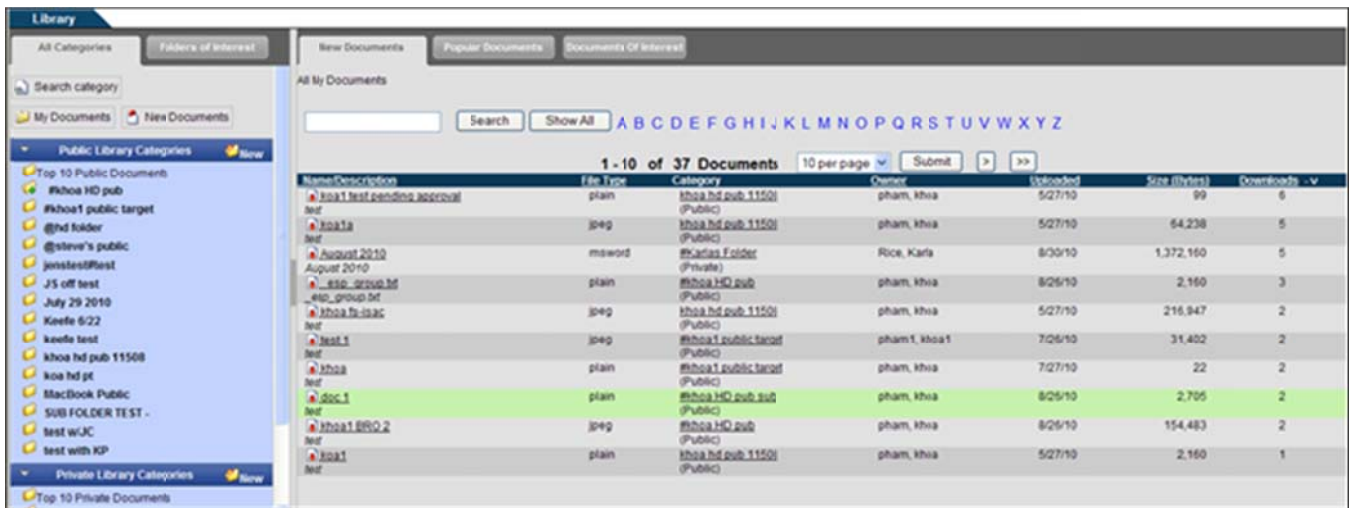 Library
All Categories
Folders of Interest
New Documents
Popular Documents
Documents Of Interest
Search category
My Documents
New Documents
Public Library Categories
New
Top 10 Public Documents
#khoa HD pub
#khoa1 public target
@hd folder
@steve's public
jenstest#test
JS off test
July 29 2010
Keefe 6/22
keefe test
khoa hd pub 11508
koa hd pt
MacBook Public
SUB FOLDER TEST -
test w/JC
test with KP
Private Library Categories
New
Top 10 Private Documents
All My Documents
Search Show All A B C D E F G H I J K L M N O P Q R S T U V W X Y Z
1 - 10 of 37 Documents 10 per page Submit > >>
Name/Description File Type Category Owner Uploaded Size (Bytes) Downloads - v
koa1 test pending approval plain khoa hd pub 1150 pham, khoa 5/27/10 99 6
test (Public)
koa1a jpeg khoa hd pub 1150 pham, khoa 5/27/10 64,238 5
test (Public)
August 2010 msword #Karlas Folder Rice, Karla 8/30/10 1,372,160 5
August 2010 (Private)
_esp_group.txt plain #khoa HD pub pham, khoa 8/26/10 2,160 3
_esp_group.txt (Public)
khoa fs-isac jpeg khoa hd pub 1150 pham, khoa 5/27/10 216,947 2
test (Public)
test 1 jpeg #khoa1 public target pham1, khoa1 7/26/10 31,402 2
test (Public)
khoa plain #khoa1 public target pham, khoa 7/27/10 22 2
test (Public)
doc 1 plain #khoa HD pub sub pham, khoa 8/26/10 2,705 2
test (Public)
khoa1 BRO 2 jpeg #khoa HD pub pham, khoa 8/26/10 154,483 2
test (Public)
koa1 plain khoa hd pub 1150 pham, khoa 5/27/10 2,160 1
test (Public)